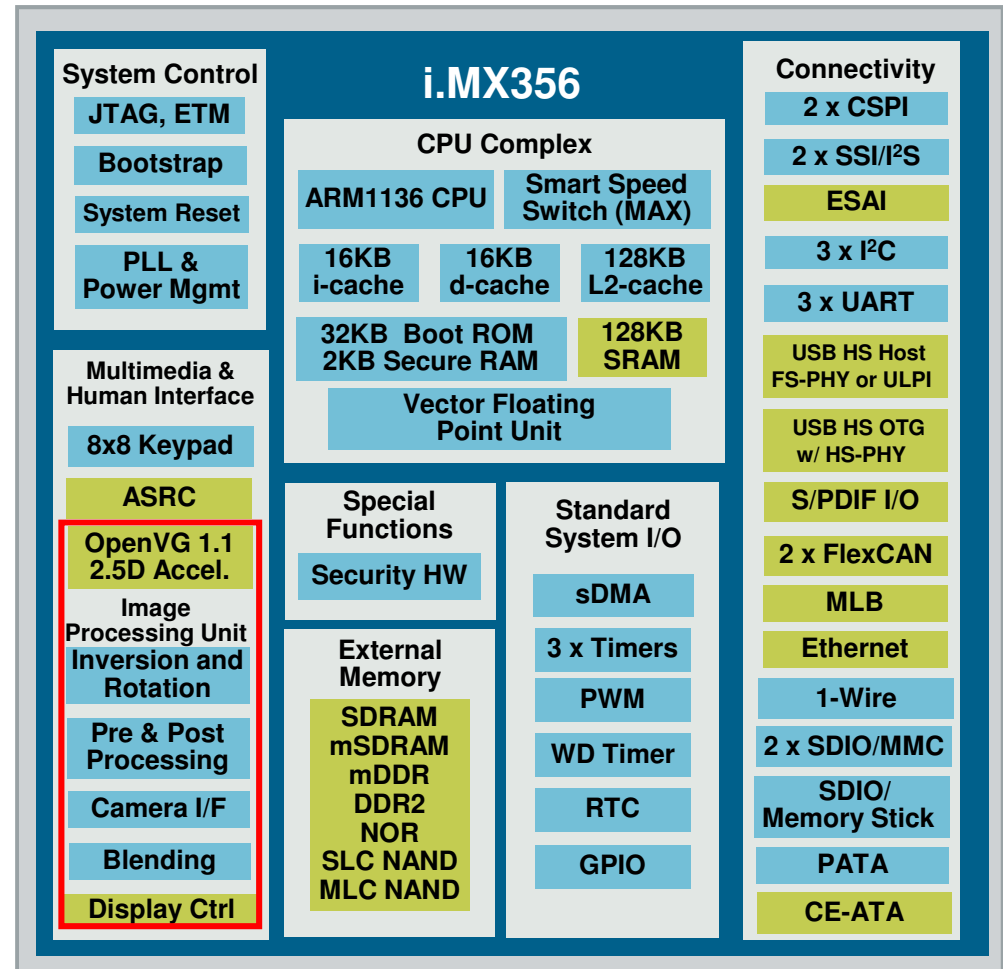 i.MX356
System Control
JTAG, ETM
Bootstrap
System Reset
PLL &
Power Mgmt
Multimedia &
Human Interface
8x8 Keypad
ASRC
OpenVG 1.1
2.5D Accel.
Image
Processing Unit
Inversion and
Rotation
Pre & Post
Processing
Camera I/F
Blending
Display Ctrl
CPU Complex
ARM1136 CPU
Smart Speed
Switch (MAX)
16KB
i-cache
16KB
d-cache
128KB
L2-cache
32KB Boot ROM
2KB Secure RAM
128KB
SRAM
Vector Floating
Point Unit
Special
Functions
Security HW
External
Memory
SDRAM
mSDRAM
mDDR
DDR2
NOR
SLC NAND
MLC NAND
Standard
System I/O
sDMA
3 x Timers
PWM
WD Timer
RTC
GPIO
Connectivity
2 x CSPI
2 x SSI/I²S
ESAI
3 x I²C
3 x UART
USB HS Host
FS-PHY or ULPI
USB HS OTG
w/ HS-PHY
S/PDIF I/O
2 x FlexCAN
MLB
Ethernet
1-Wire
2 x SDIO/MMC
SDIO/
Memory Stick
PATA
CE-ATA